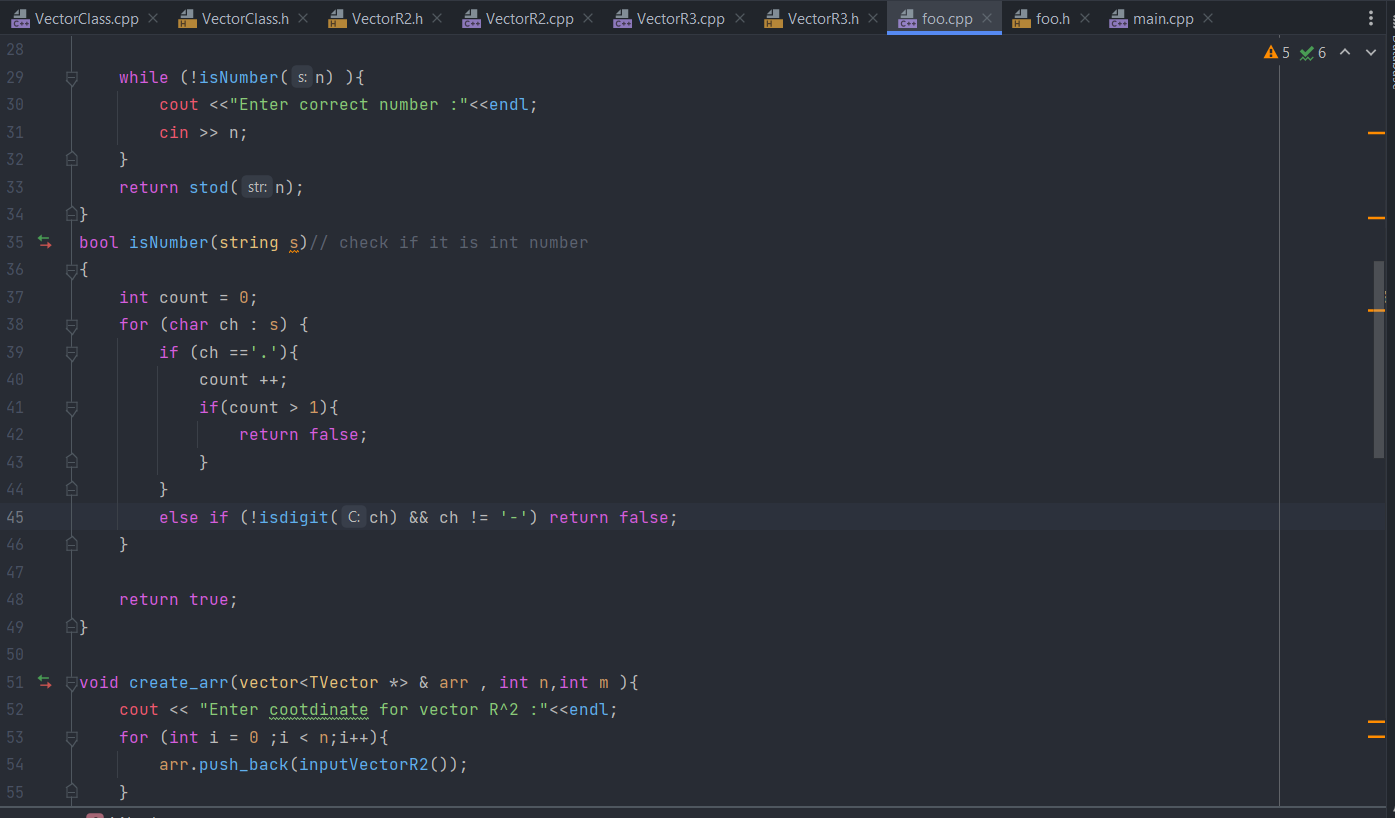 VectorClass.cpp VectorClass.h VectorR2.h VectorR2.cpp VectorR3.cpp VectorR3.h foo.cpp foo.h main.cpp
5 6
28
29 while (!isNumber( s: n) ){
30 cout <<"Enter correct number :"<<endl;
31 cin >> n;
32 }
33 return stod( str: n);
34 }
35 bool isNumber(string s)// check if it is int number
36 {
37 int count = 0;
38 for (char ch : s) {
39 if (ch =='.'){
40 count ++;
41 if(count > 1){
42 return false;
43 }
44 }
45 else if (!isdigit( C: ch) && ch != '-') return false;
46 }
47
48 return true;
49 }
50
51 void create_arr(vector<TVector *> & arr , int n,int m ){
52 cout << "Enter cootdinate for vector R^2 :"<<endl;
53 for (int i = 0 ;i < n;i++){
54 arr.push_back(inputVectorR2());
55 }